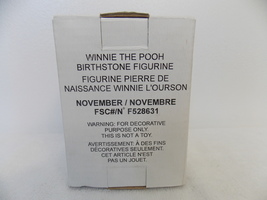 WINNIE THE POOH
BIRTHSTONE FIGURINE
FIGURINE PIERRE DE
NAISSANCE WINNIE L'OURSON
NOVEMBER / NOVEMBRE
FSC#/N° F528631
WARNING: FOR DECORATIVE
PURPOSE ONLY
THIS IS NOT A TOY.
AVERTISSEMENT: À DES FINS
DÉCORATIVES SEULEMENT
CET ARTICLE N'EST
PAS UN JOUET.